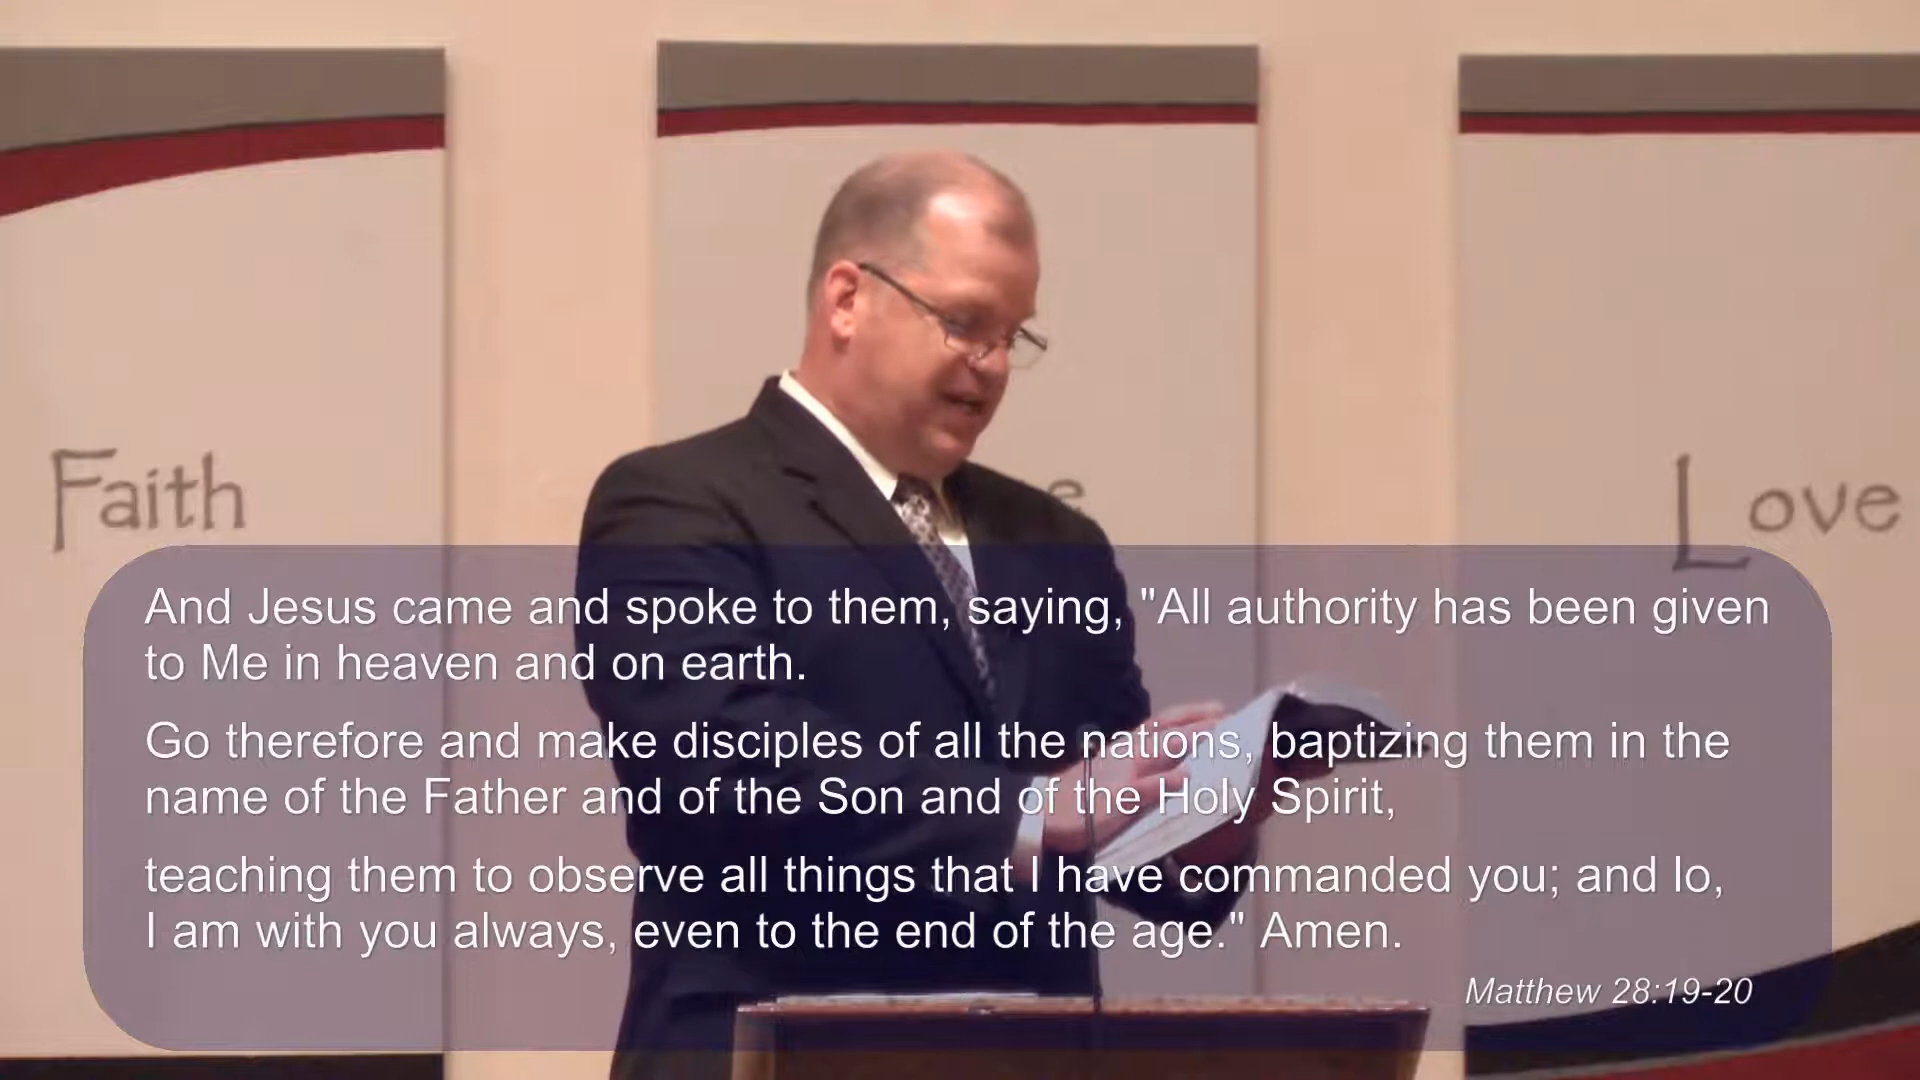 Faith
Love
And Jesus came and spoke to them, saying, "All authority has been given
to Me in heaven and on earth.
Go therefore and make disciples of all the nations, baptizing them in the
name of the Father and of the Son and of the Holy Spirit,
teaching them to observe all things that I have commanded you; and lo,
I am with you always, even to the end of the age." Amen.
Matthew 28:19-20